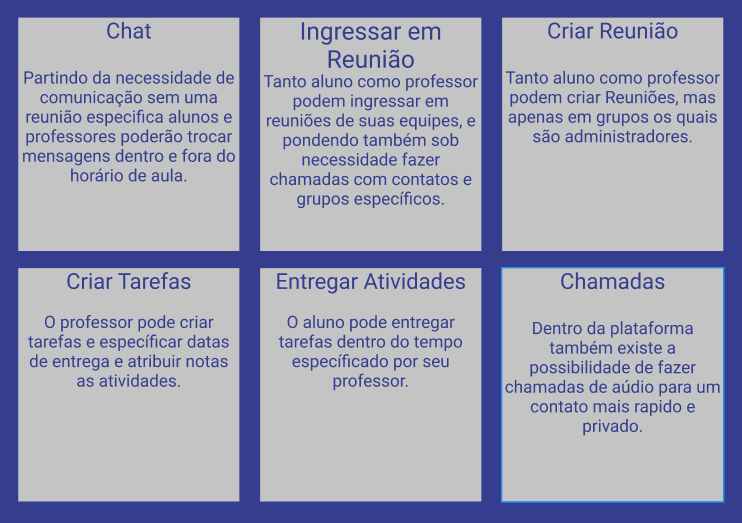 Chat
Partindo da necessidade de
comunicação sem uma
reunião especifica alunos e
professores poderão trocar
mensagens dentro e fora do
horário de aula.
Ingressar em
Reunião
Tanto aluno como professor
podem ingressar em
reuniões de suas equipes, e
pondendo também sob
necessidade fazer
chamadas com contatos e
grupos específicos.
Criar Reunião
Tanto aluno como professor
podem criar Reuniões, mas
apenas em grupos os quais
são administradores.
Criar Tarefas
O professor pode criar
tarefas e específicar datas
de entrega e atribuir notas
as atividades.
Entregar Atividades
O aluno pode entregar
tarefas dentro do tempo
específicado por seu
professor.
Chamadas
Dentro da plataforma
também existe a
possibilidade de fazer
chamadas de aúdio para um
contato mais rapido e
privado.